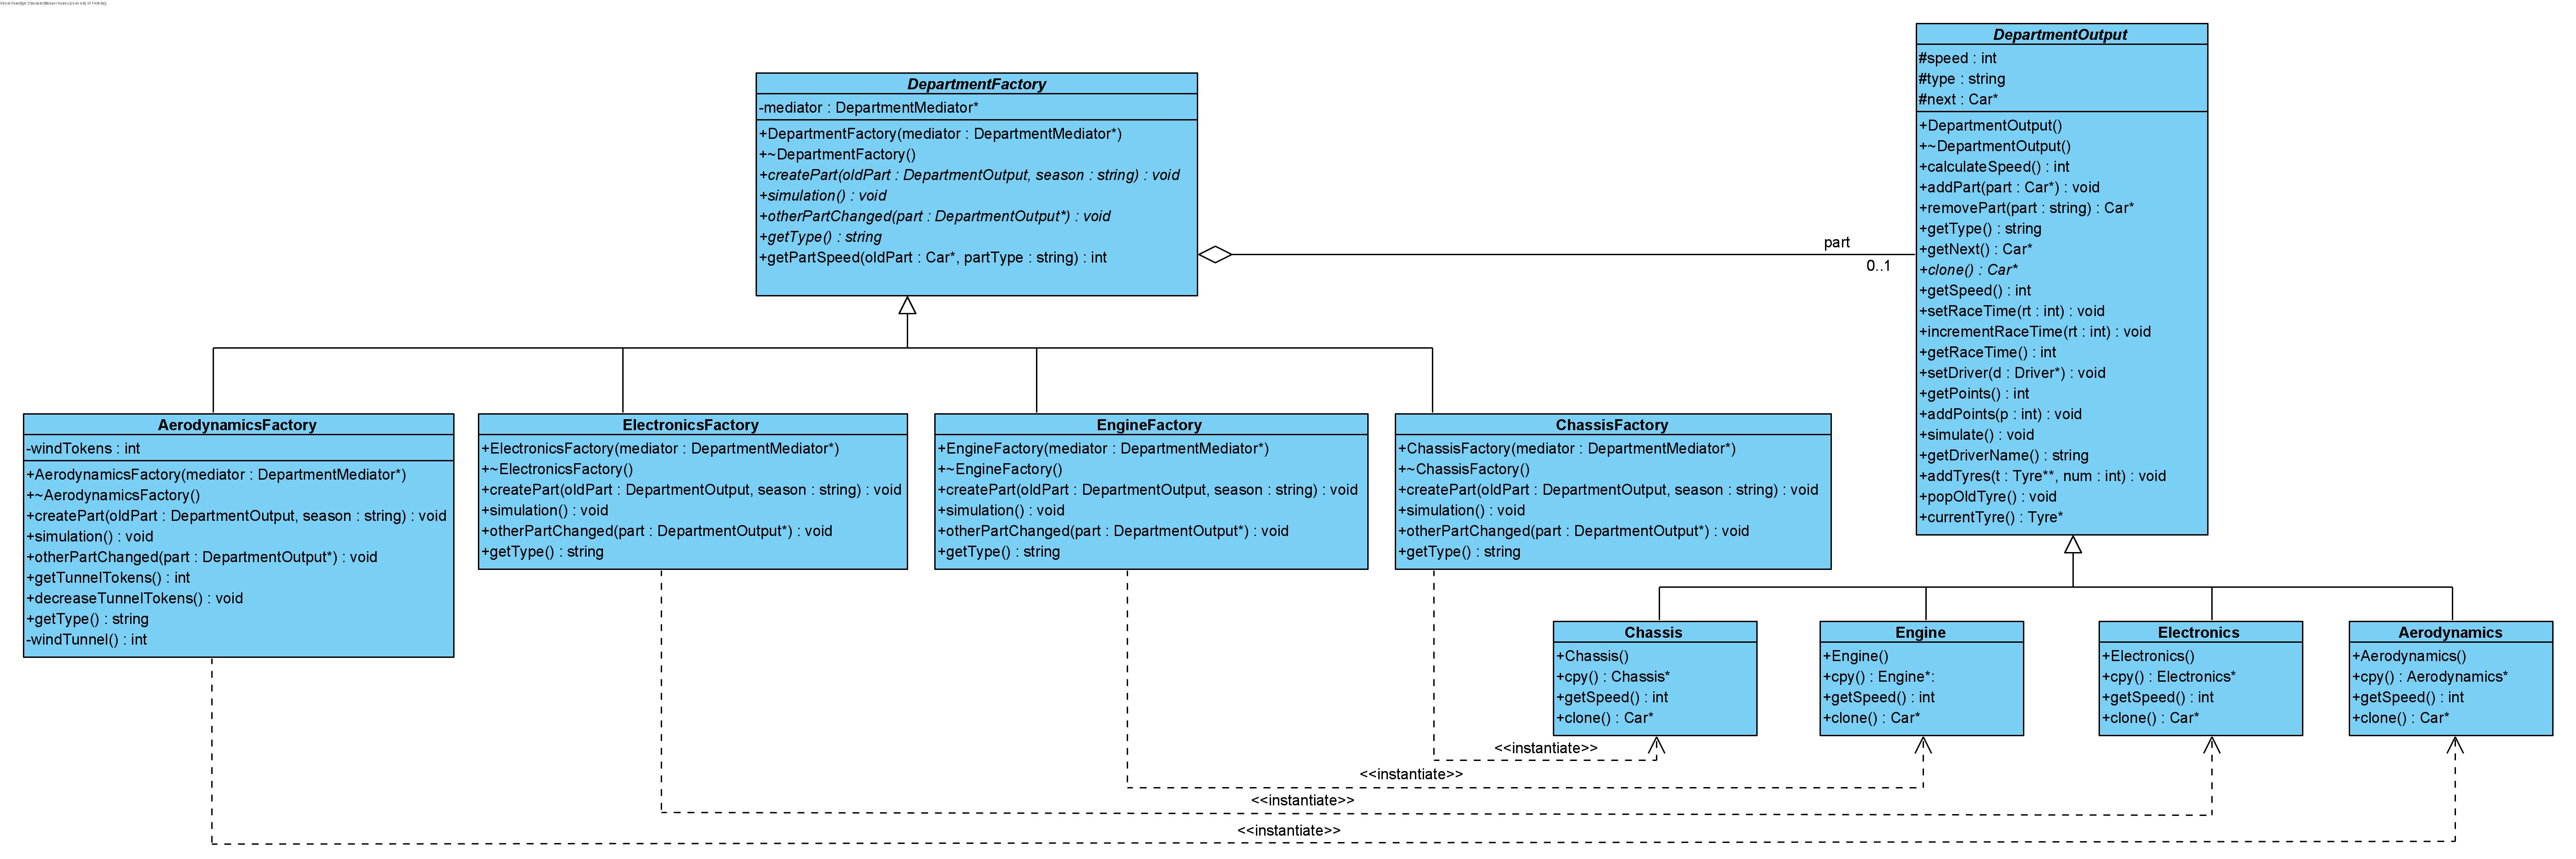 DepartmentOutput
#speed : int
#type : string
#next : Car*
+DepartmentOutput()
+~DepartmentOutput()
+calculateSpeed() : int
+addPart(part : Car*) : void
+removePart(part : string) : Car*
+getType() : string
+getNext() : Car*
+clone() : Car*
+getSpeed() : int
+setRaceTime(rt : int) : void
+incrementRaceTime(rt : int) : void
+getRaceTime() : int
+setDriver(d : Driver*) : void
+getPoints() : int
+addPoints(p : int) : void
+simulate() : void
+getDriverName() : string
+addTyres(t : Tyre**, num : int) : void
+popOldTyre() : void
+currentTyre() : Tyre*
DepartmentFactory
-mediator : DepartmentMediator*
+DepartmentFactory(mediator : DepartmentMediator*)
+~DepartmentFactory()
+createPart(oldPart : DepartmentOutput, season : string) : void
+simulation() : void
+otherPartChanged(part : DepartmentOutput*) : void
+getType() : string
+getPartSpeed(oldPart : Car*, partType : string) : int
part
0..1
AerodynamicsFactory
-windTokens : int
+AerodynamicsFactory(mediator : DepartmentMediator*)
+~AerodynamicsFactory()
+createPart(oldPart : DepartmentOutput, season : string) : void
+simulation() : void
+otherPartChanged(part : DepartmentOutput*) : void
+getTunnelTokens() : int
+decreaseTunnelTokens() : void
+getType() : string
-windTunnel() : int
ElectronicsFactory
+ElectronicsFactory(mediator : DepartmentMediator*)
+~ElectronicsFactory()
+createPart(oldPart : DepartmentOutput, season : string) : void
+simulation() : void
+otherPartChanged(part : DepartmentOutput*) : void
+getType() : string
EngineFactory
+EngineFactory(mediator : DepartmentMediator*)
+~EngineFactory()
+createPart(oldPart : DepartmentOutput, season : string) : void
+simulation() : void
+otherPartChanged(part : DepartmentOutput*) : void
+getType() : string
ChassisFactory
+ChassisFactory(mediator : DepartmentMediator*)
+~ChassisFactory()
+createPart(oldPart : DepartmentOutput, season : string) : void
+simulation() : void
+otherPartChanged(part : DepartmentOutput*) : void
+getType() : string
Chassis
+Chassis()
+cpy() : Chassis*
+getSpeed() : int
+clone() : Car*
Engine
+Engine()
+cpy() : Engine*:
+getSpeed() : int
+clone() : Car*
Electronics
+Electronics()
+cpy() : Electronics*
+getSpeed() : int
+clone() : Car*
Aerodynamics
+Aerodynamics()
+cpy() : Aerodynamics*
+getSpeed() : int
+clone() : Car*
<<instantiate>>
<<instantiate>>
<<instantiate>>
<<instantiate>>